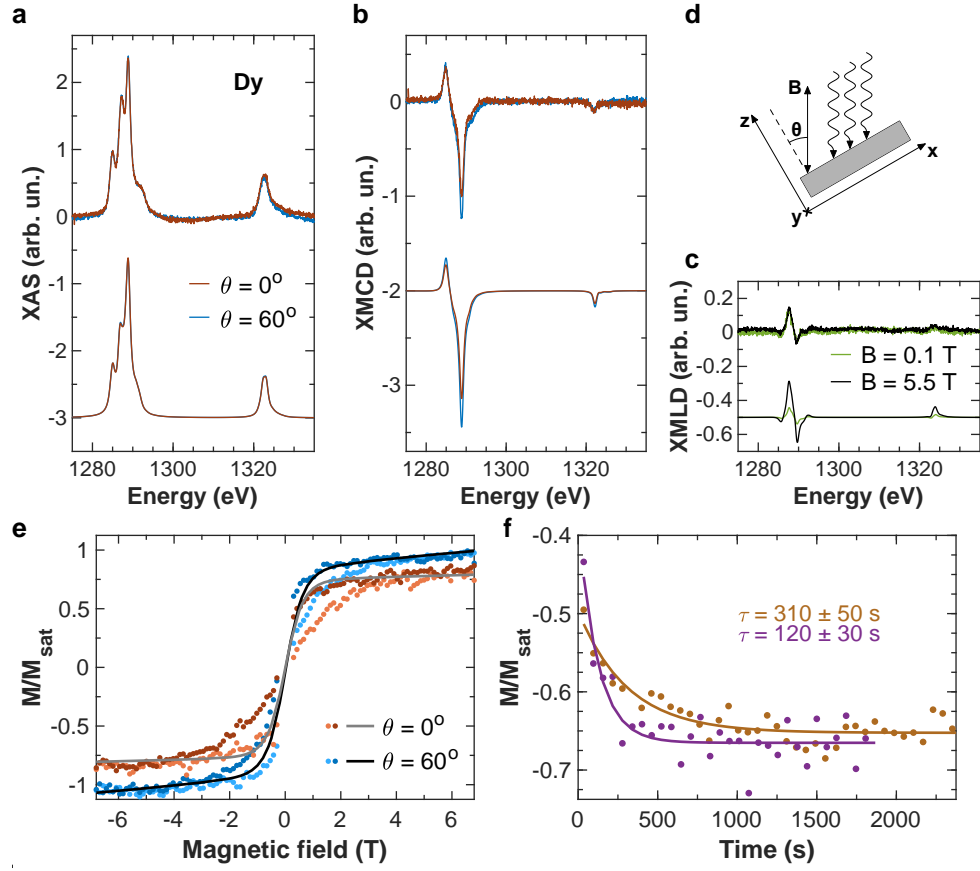 a
XAS (arb. un.)
2
1
0
-1
-2
-3
Dy
θ = 0°
θ = 60°
1280
1300
1320
Energy (eV)
b
XMCD (arb. un.)
0
-1
-2
-3
1280
1300
1320
Energy (eV)
d
B
z
θ
x
y
c
XMLD (arb. un.)
0.2
0
-0.2
-0.4
-0.6
B = 0.1 T
B = 5.5 T
1280
1300
1320
Energy (eV)
e
M/Msat
1
0.5
0
-0.5
-1
θ = 0°
θ = 60°
-6
-4
-2
0
2
4
6
Magnetic field (T)
f
M/Msat
-0.4
-0.5
-0.6
-0.7
τ = 310 ± 50 s
τ = 120 ± 30 s
0
500
1000
1500
2000
Time (s)